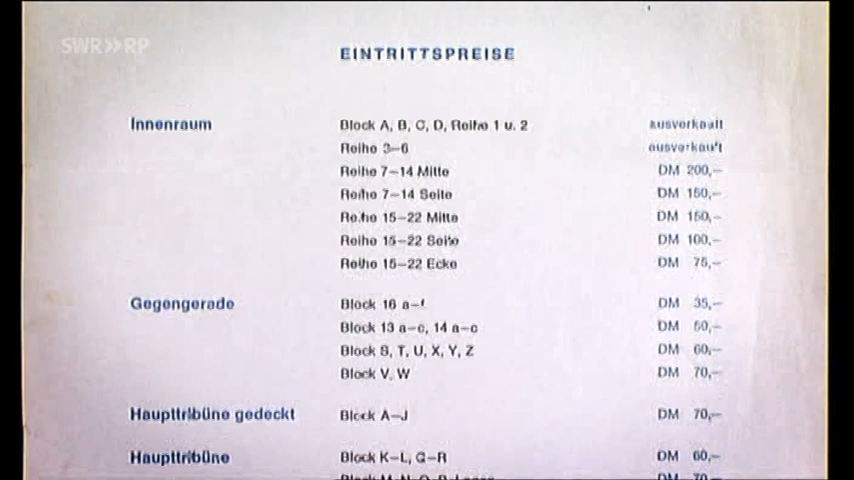 SWR»RP
EINTRITTSPREISE
Innenraum Block A, B, C, D, Reihe 1 u. 2 ausverkauft
Reihe 3–6 ausverkauft
Reihe 7–14 Mitte DM 200,–
Reihe 7–14 Seite DM 150,–
Reihe 15–22 Mitte DM 150,–
Reihe 15–22 Seite DM 100,–
Reihe 15–22 Ecke DM 75,–
Gegengerade Block 16 a–f DM 35,–
Block 13 a–c, 14 a–c DM 50,–
Block S, T, U, X, Y, Z DM 60,–
Block V, W DM 70,–
Haupttribüne gedeckt Block A–J DM 70,–
Haupttribüne Block K–L, Q–R DM 60,–
DM 70,–